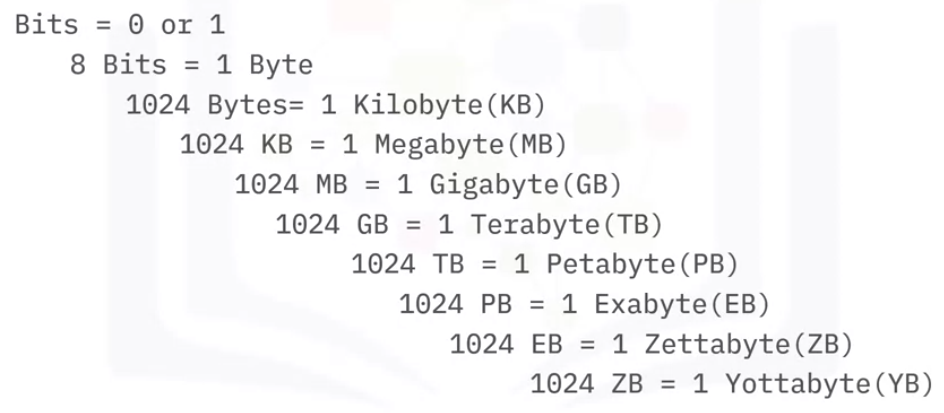 Bits = 0 or 1
8 Bits = 1 Byte
1024 Bytes= 1 Kilobyte(KB)
1024 KB = 1 Megabyte(MB)
1024 MB = 1 Gigabyte(GB)
1024 GB = 1 Terabyte(TB)
1024 TB = 1 Petabyte(PB)
1024 PB = 1 Exabyte(EB)
1024 EB = 1 Zettabyte(ZB)
1024 ZB = 1 Yottabyte(YB)